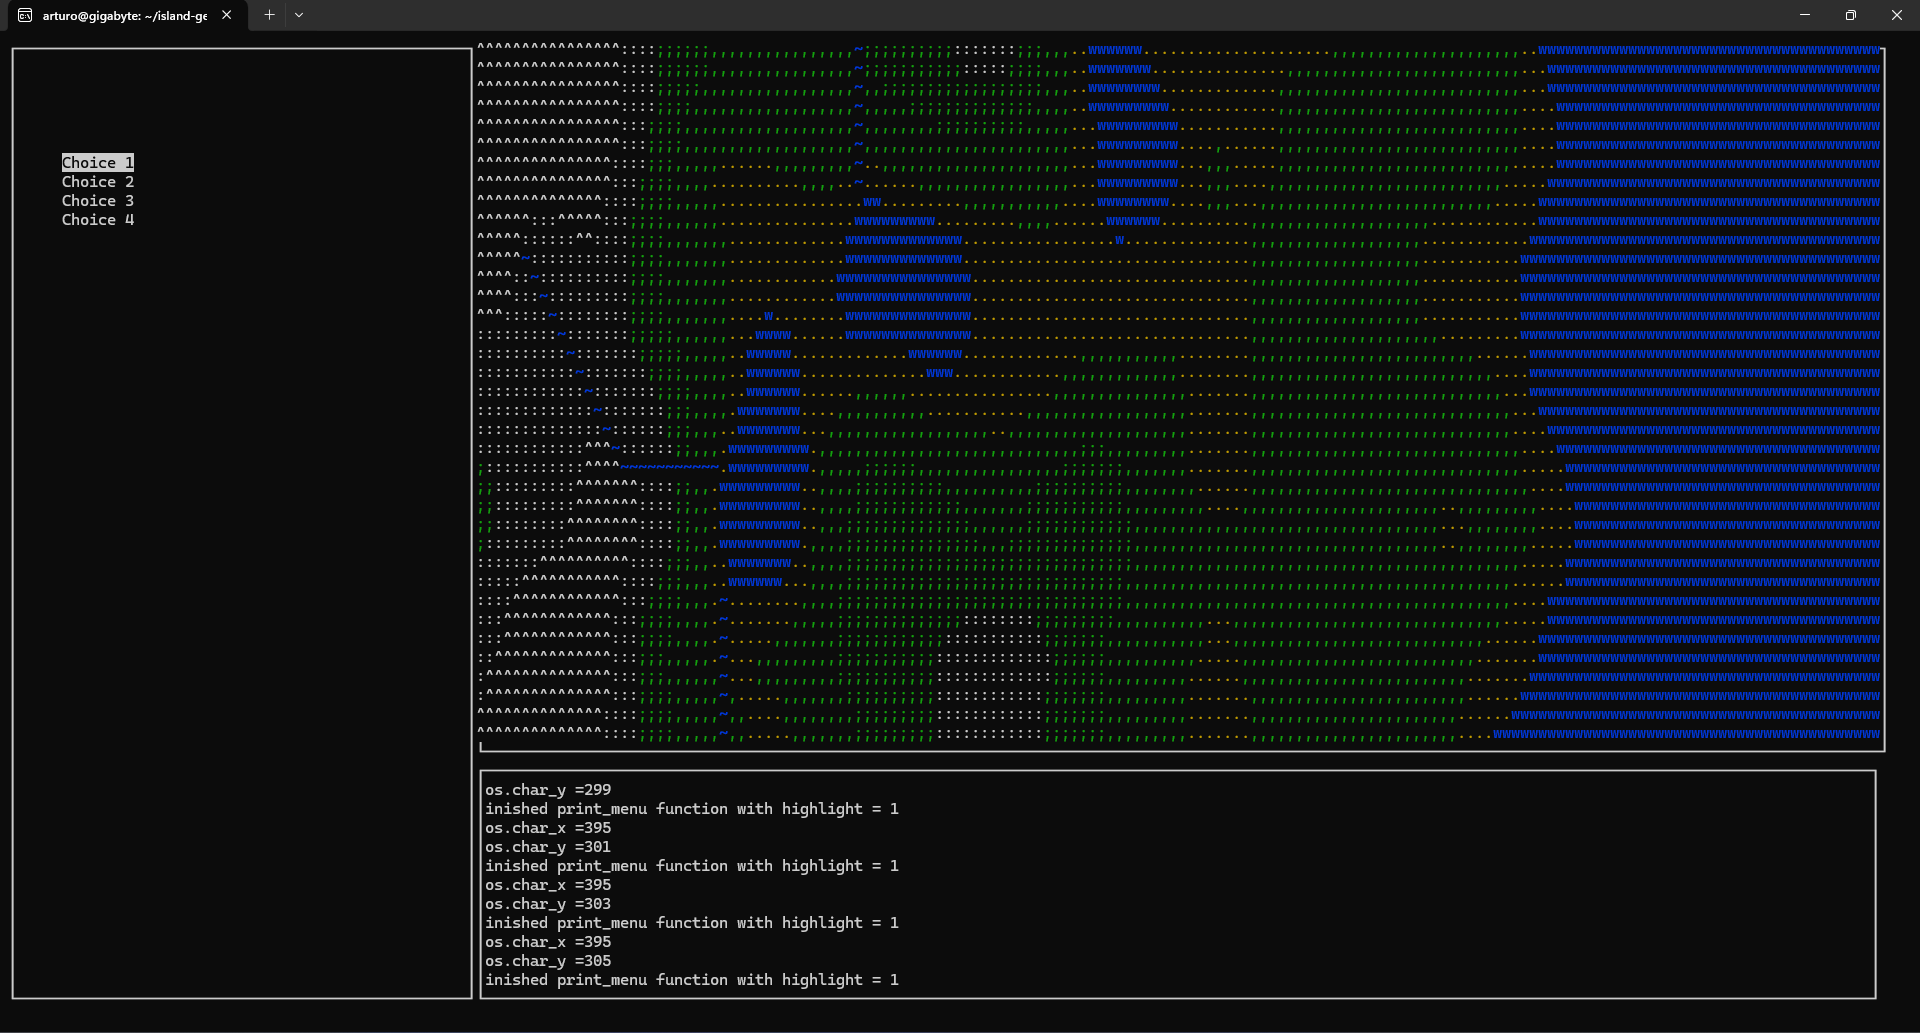 arturo@gigabyte: ~/island-ge
Choice 1
Choice 2
Choice 3
Choice 4
os.char_y =299
inished print_menu function with highlight = 1
os.char_x =395
os.char_y =301
inished print_menu function with highlight = 1
os.char_x =395
os.char_y =303
inished print_menu function with highlight = 1
os.char_x =395
os.char_y =305
inished print_menu function with highlight = 1